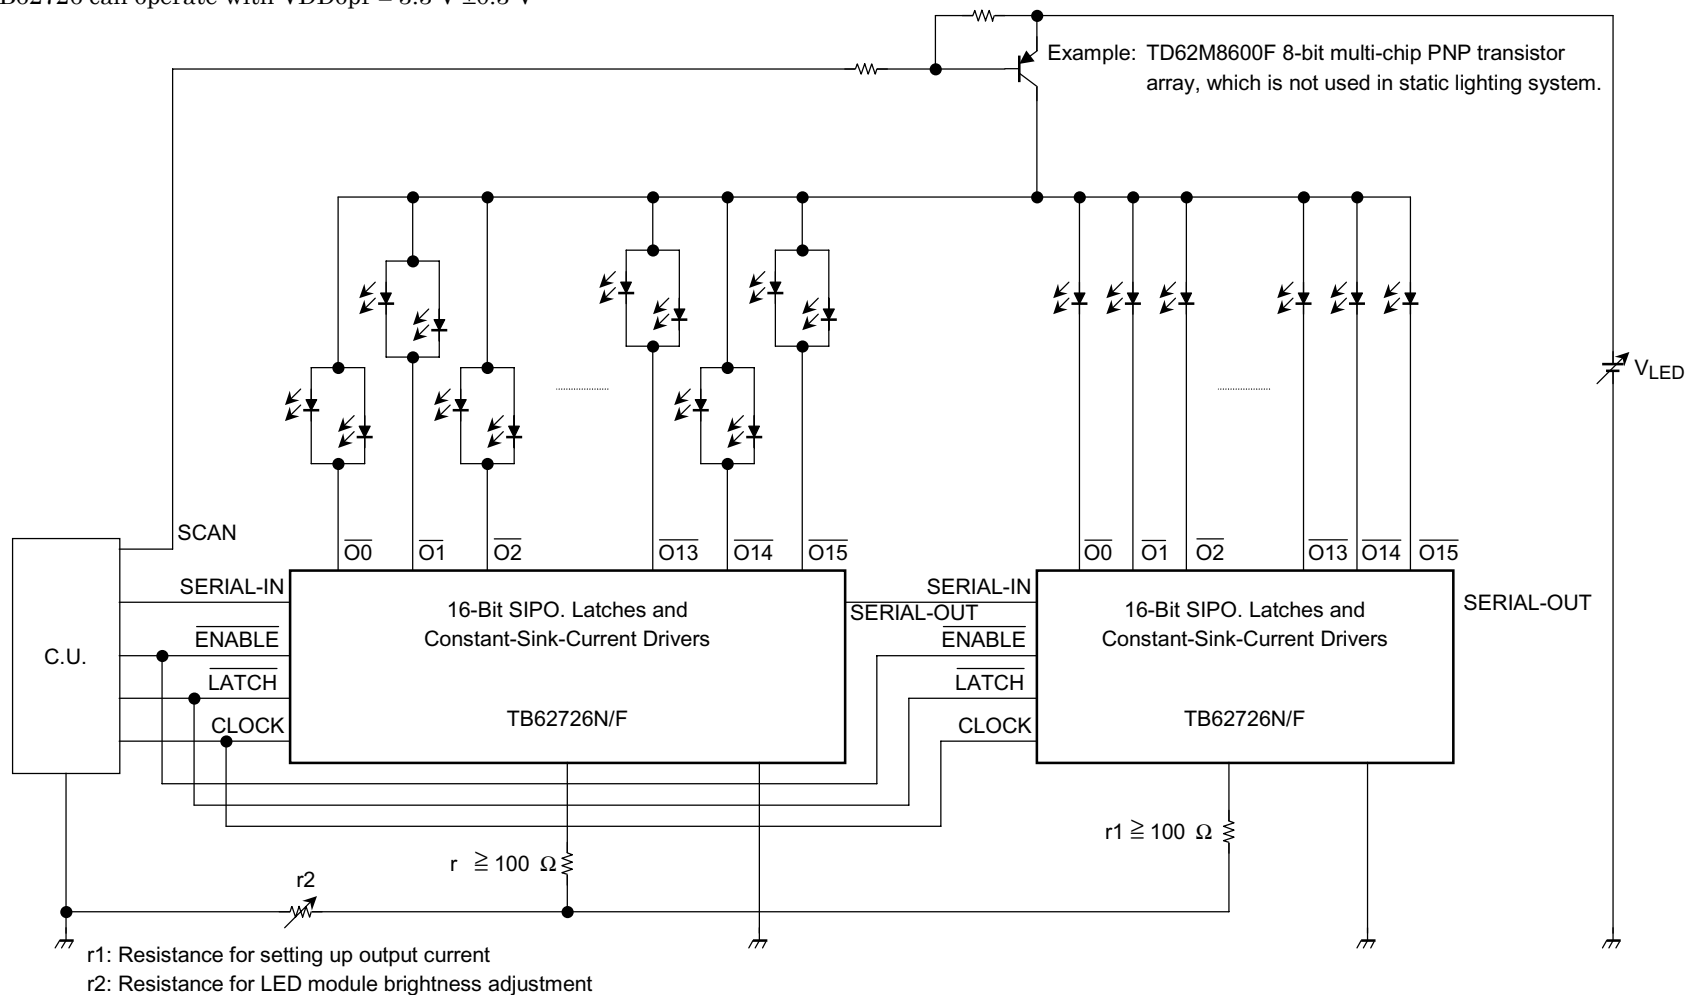 Example: TD62M8600F 8-bit multi-chip PNP transistor
array, which is not used in static lighting system.
VLED
SCAN
O0 O1 O2 O13 O14 O15
O0 O1 O2 O13 O14 O15
C.U.
SERIAL-IN
ENABLE
LATCH
CLOCK
16-Bit SIPO. Latches and
Constant-Sink-Current Drivers
TB62726N/F
SERIAL-OUT
SERIAL-IN
ENABLE
LATCH
CLOCK
16-Bit SIPO. Latches and
Constant-Sink-Current Drivers
TB62726N/F
SERIAL-OUT
r ≧ 100 Ω
r1 ≧ 100 Ω
r2
r1: Resistance for setting up output current
r2: Resistance for LED module brightness adjustment